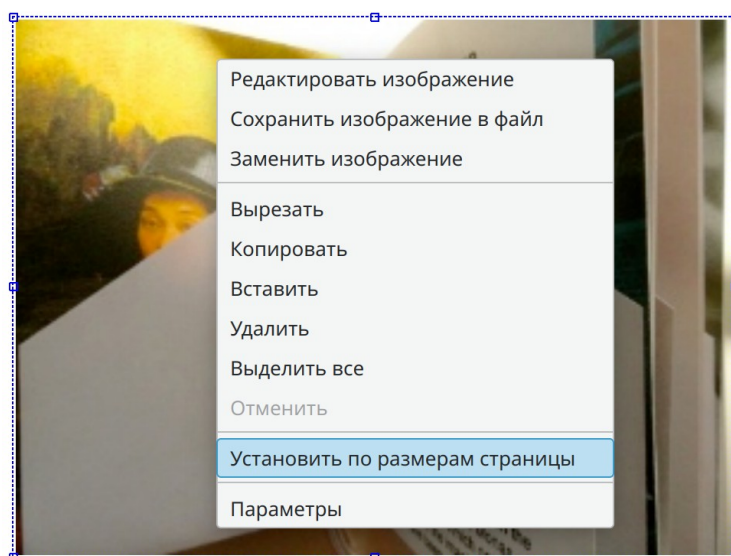 Редактировать изображение
Сохранить изображение в файл
Заменить изображение
Вырезать
Копировать
Вставить
Удалить
Выделить все
Отменить
Установить по размерам страницы
Параметры